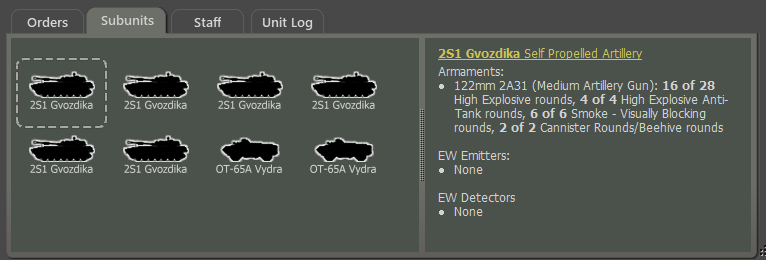 Orders
Subunits
Staff
Unit Log
2S1 Gvozdika
2S1 Gvozdika
2S1 Gvozdika
2S1 Gvozdika
2S1 Gvozdika
2S1 Gvozdika
OT-65A Vydra
OT-65A Vydra
2S1 Gvozdika Self Propelled Artillery
Armaments:
• 122mm 2A31 (Medium Artillery Gun): 16 of 28
High Explosive rounds, 4 of 4 High Explosive Anti-
Tank rounds, 6 of 6 Smoke - Visually Blocking
rounds, 2 of 2 Cannister Rounds/Beehive rounds
EW Emitters:
• None
EW Detectors
• None